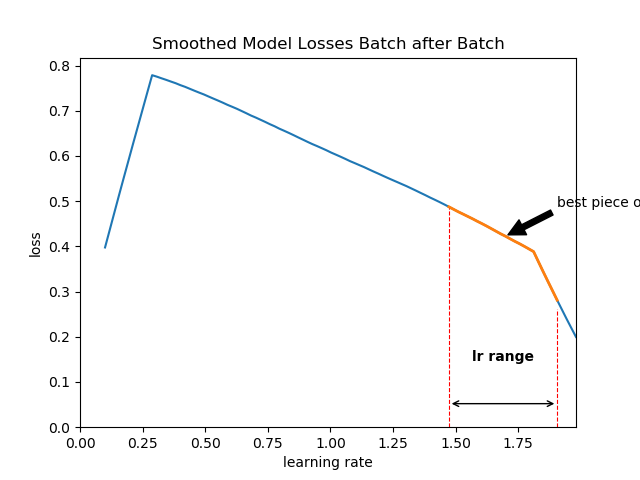 Smoothed Model Losses Batch after Batch
0.8
0.7
0.6
0.5
0.4
0.3
0.2
0.1
0.0
loss
best piece o
lr range
0.00 0.25 0.50 0.75 1.00 1.25 1.50 1.75
learning rate